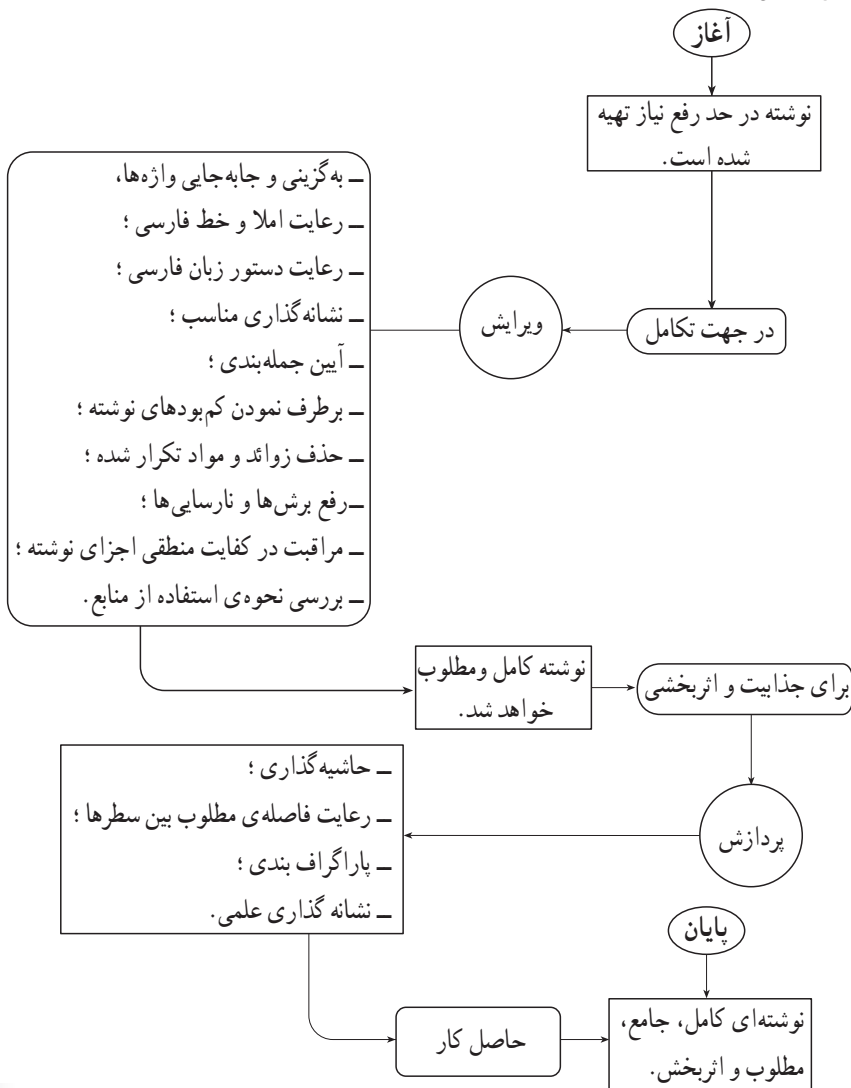 آغاز
نوشته در حد رفع نیاز تهیه
شده است.
در جهت تکامل
ویرایش
ــ به‌گزینی و جابه‌جایی واژه‌ها،
ــ رعایت املا و خط فارسی ؛
ــ رعایت دستور زبان فارسی ؛
ــ نشانه‌گذاری مناسب ؛
ــ آیین جمله‌بندی ؛
ــ برطرف نمودن کم‌بودهای نوشته ؛
ــ حذف زوائد و مواد تکرار شده ؛
ــ رفع برش‌ها و نارسایی‌ها ؛
ــ مراقبت در کفایت منطقی اجزای نوشته ؛
ــ بررسی نحوه‌ی استفاده از منابع.
نوشته کامل ومطلوب
خواهد شد.
برای جذابیت و اثربخشی
پردازش
ــ حاشیه‌گذاری ؛
ــ رعایت فاصله‌ی مطلوب بین سطرها ؛
ــ پاراگراف بندی ؛
ــ نشانه گذاری علمی.
حاصل کار
پایان
نوشته‌ای کامل، جامع،
مطلوب و اثربخش.